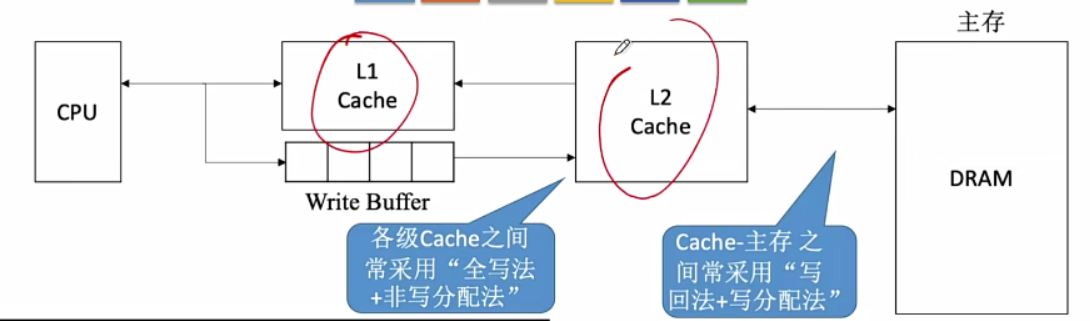 主存
CPU
L1
Cache
L2
Cache
DRAM
Write Buffer
各级Cache之间
常采用“全写法
+非写分配法”
Cache-主存 之
间常采用“写
回法+写分配法”